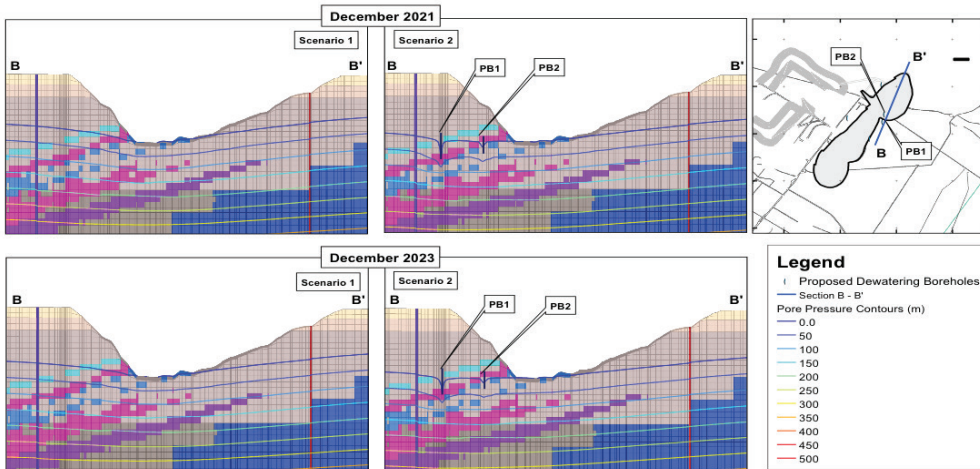 December 2021
Scenario 1
Scenario 2
B
B'
PB1
PB2
PB2
B'
B
PB1
December 2023
Scenario 1
Scenario 2
B
B'
B
B'
PB1
PB2
Legend
Proposed Dewatering Boreholes
Section B - B'
Pore Pressure Contours (m)
0.0
50
100
150
200
250
300
350
400
450
500